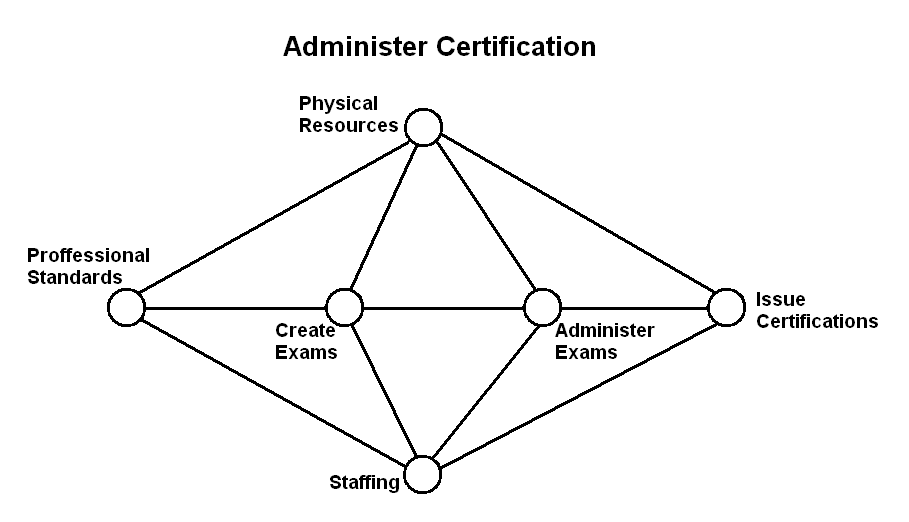 Administer Certification
Physical
Resources
Proffessional
Standards
Create
Exams
Administer
Exams
Issue
Certifications
Staffing